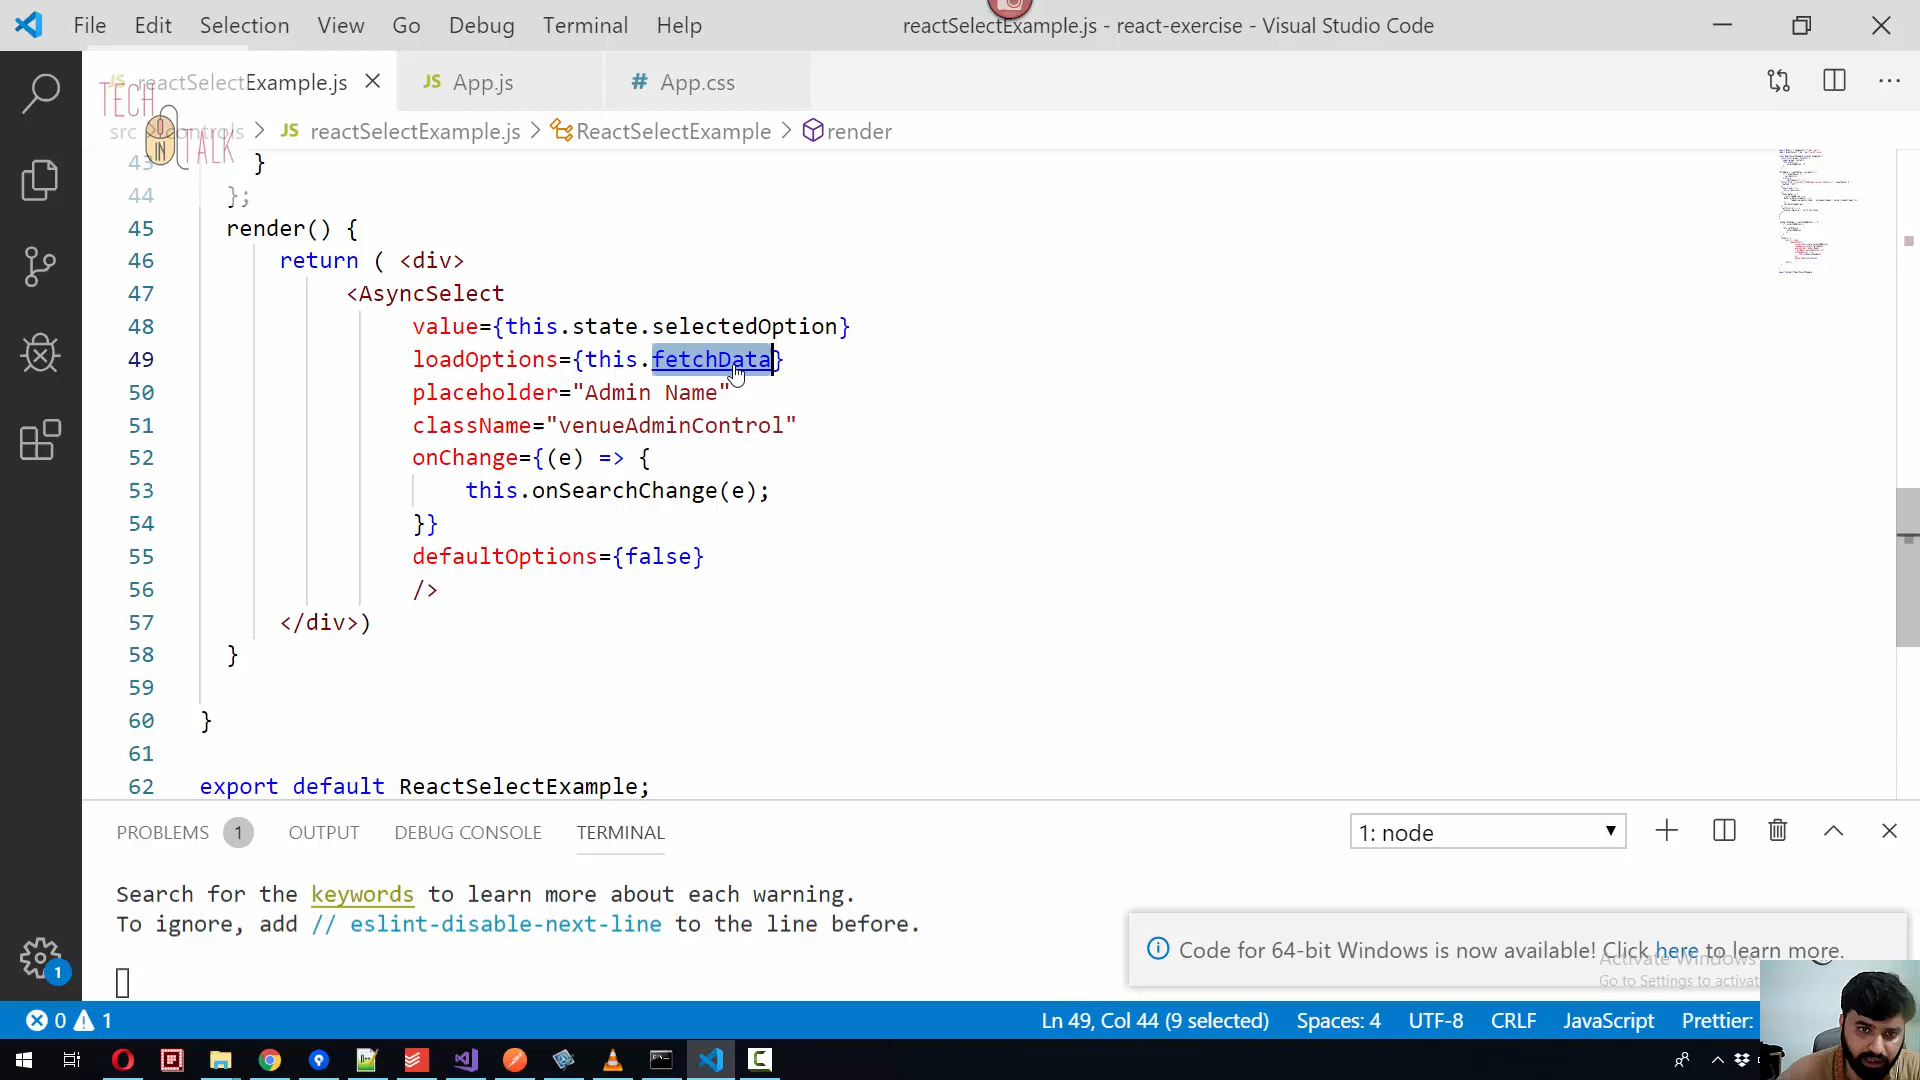 File Edit Selection View Go Debug Terminal Help reactSelectExample.js - react-exercise - Visual Studio Code
JS reactSelectExample.js JS App.js # App.css
TECH IN TALK
src > controls > JS reactSelectExample.js > ReactSelectExample > render
43 }
44 };
45 render() {
46 return ( <div>
47 <AsyncSelect
48 value={this.state.selectedOption}
49 loadOptions={this.fetchData}
50 placeholder="Admin Name"
51 className="venueAdminControl"
52 onChange={(e) => {
53 this.onSearchChange(e);
54 }}
55 defaultOptions={false}
56 />
57 </div>)
58 }
59
60 }
61
62 export default ReactSelectExample;
PROBLEMS 1 OUTPUT DEBUG CONSOLE TERMINAL 1: node
Search for the keywords to learn more about each warning.
To ignore, add // eslint-disable-next-line to the line before.
Code for 64-bit Windows is now available! Click here to learn more.
Activate Windows
Go to Settings to activat
1
0 1 Ln 49, Col 44 (9 selected) Spaces: 4 UTF-8 CRLF JavaScript Prettier: